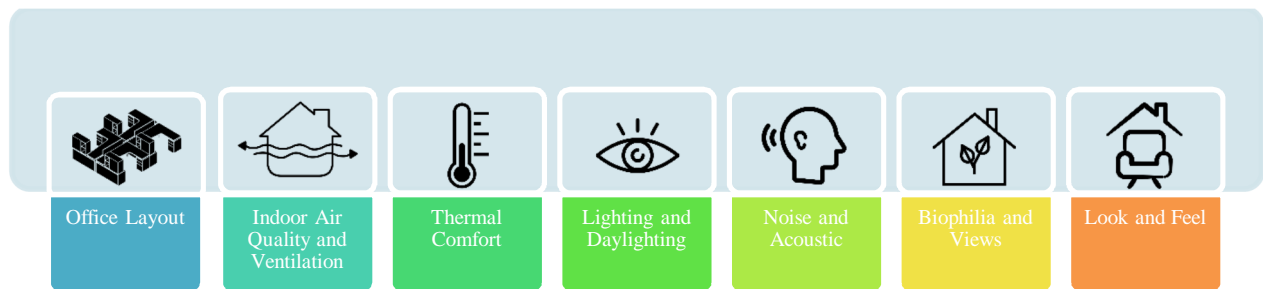 Office Layout
Indoor Air
Quality and
Ventilation
Thermal
Comfort
Lighting and
Daylighting
Noise and
Acoustic
Biophilia and
Views
Look and Feel